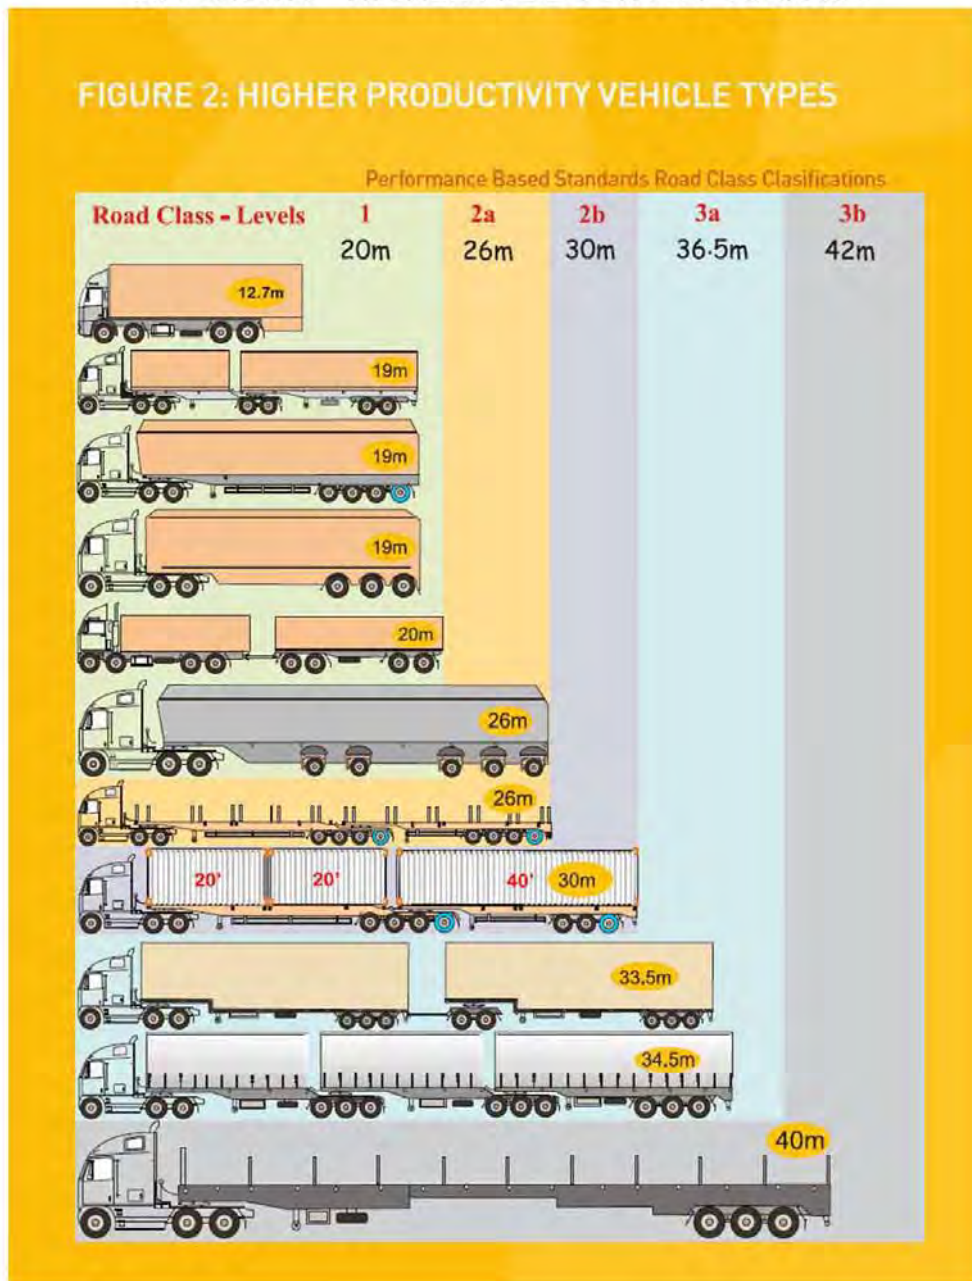 FIGURE 2: HIGHER PRODUCTIVITY VEHICLE TYPES
Performance Based Standards Road Class Clasifications
Road Class - Levels 1 2a 2b 3a 3b
20m 26m 30m 36·5m 42m
12.7m
19m
19m
19m
20m
26m
26m
20' 20' 40' 30m
33.5m
34.5m
40m